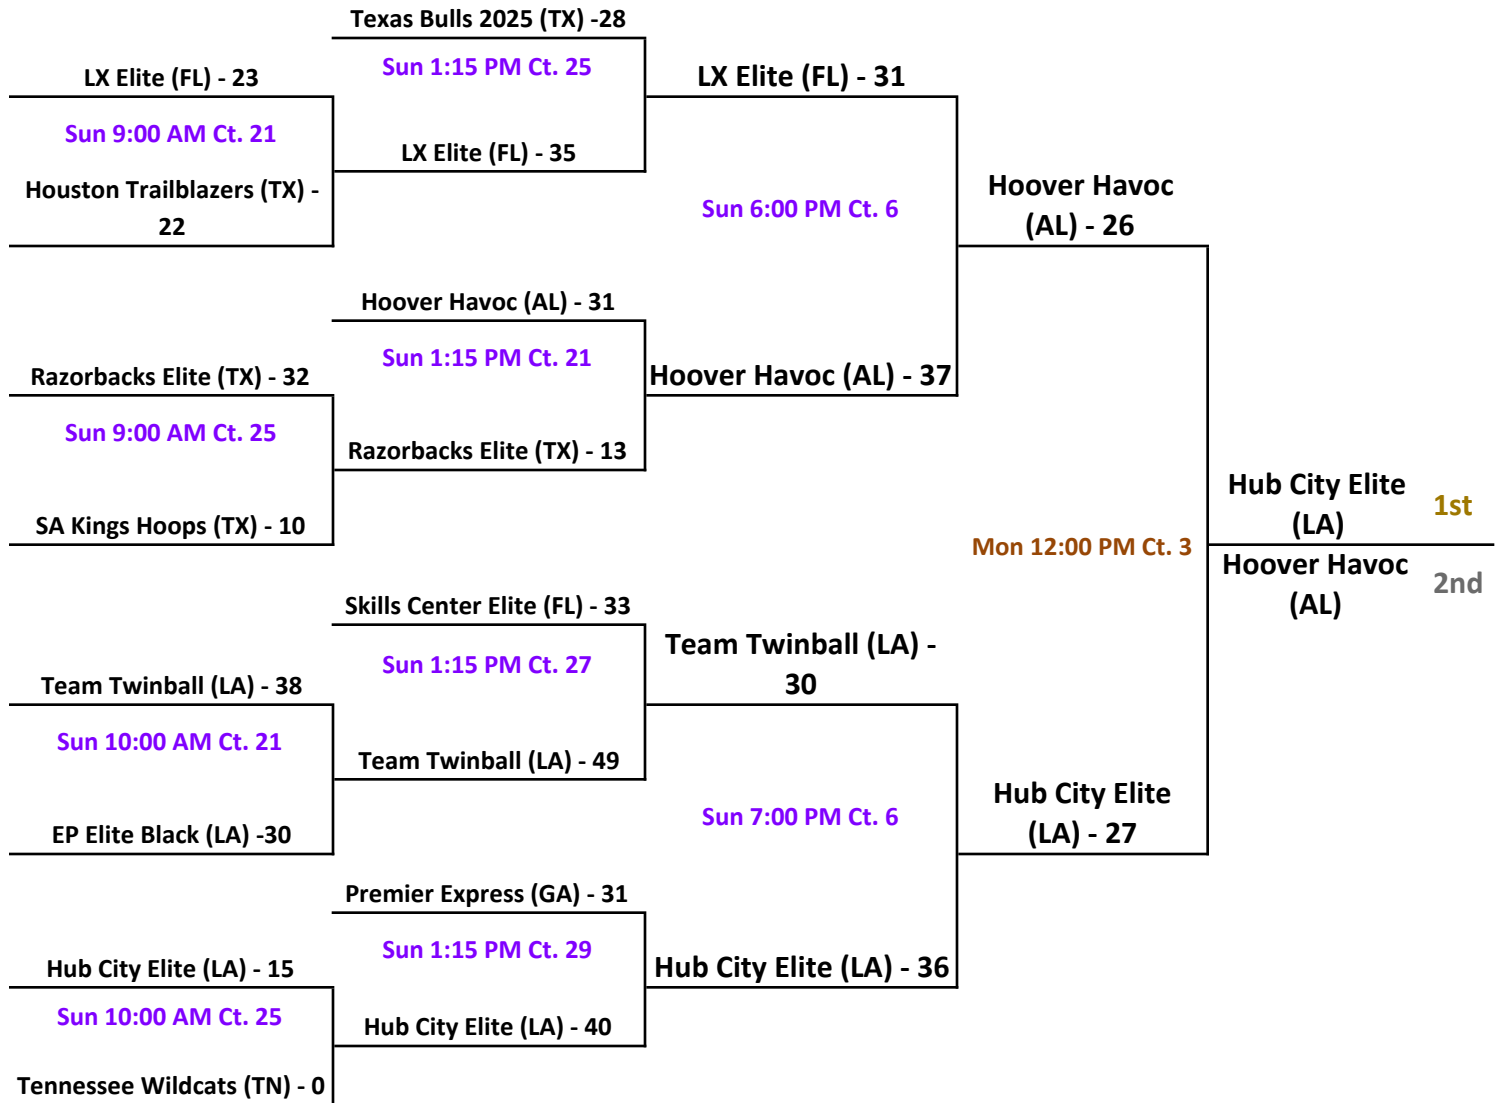 Texas Bulls 2025 (TX) -28
LX Elite (FL) - 23
Sun 1:15 PM Ct. 25
LX Elite (FL) - 31
Sun 9:00 AM Ct. 21
LX Elite (FL) - 35
Houston Trailblazers (TX) -
22
Sun 6:00 PM Ct. 6
Hoover Havoc
(AL) - 26
Hoover Havoc (AL) - 31
Razorbacks Elite (TX) - 32
Sun 1:15 PM Ct. 21
Hoover Havoc (AL) - 37
Sun 9:00 AM Ct. 25
Razorbacks Elite (TX) - 13
SA Kings Hoops (TX) - 10
Mon 12:00 PM Ct. 3
Hub City Elite
(LA)
1st
Hoover Havoc
(AL)
2nd
Skills Center Elite (FL) - 33
Team Twinball (LA) - 38
Sun 1:15 PM Ct. 27
Team Twinball (LA) -
30
Sun 10:00 AM Ct. 21
Team Twinball (LA) - 49
EP Elite Black (LA) -30
Sun 7:00 PM Ct. 6
Hub City Elite
(LA) - 27
Premier Express (GA) - 31
Hub City Elite (LA) - 15
Sun 1:15 PM Ct. 29
Hub City Elite (LA) - 36
Sun 10:00 AM Ct. 25
Hub City Elite (LA) - 40
Tennessee Wildcats (TN) - 0